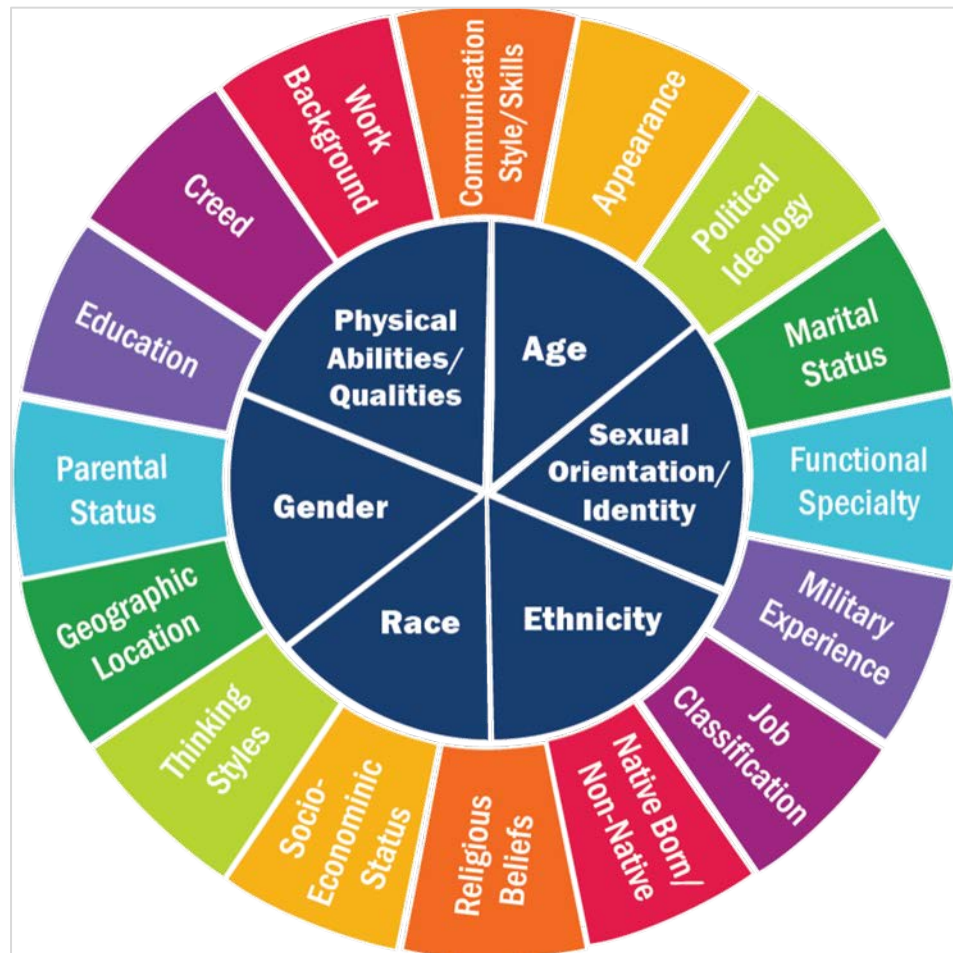 Communication
Style/Skills
Appearance
Political
Ideology
Marital
Status
Functional
Specialty
Military
Experience
Job
Classification
Native Born/
Non-Native
Religious
Beliefs
Socio-
Economic
Status
Thinking
Styles
Geographic
Location
Parental
Status
Education
Creed
Work
Background
Physical
Abilities/
Qualities
Age
Sexual
Orientation/
Identity
Ethnicity
Race
Gender